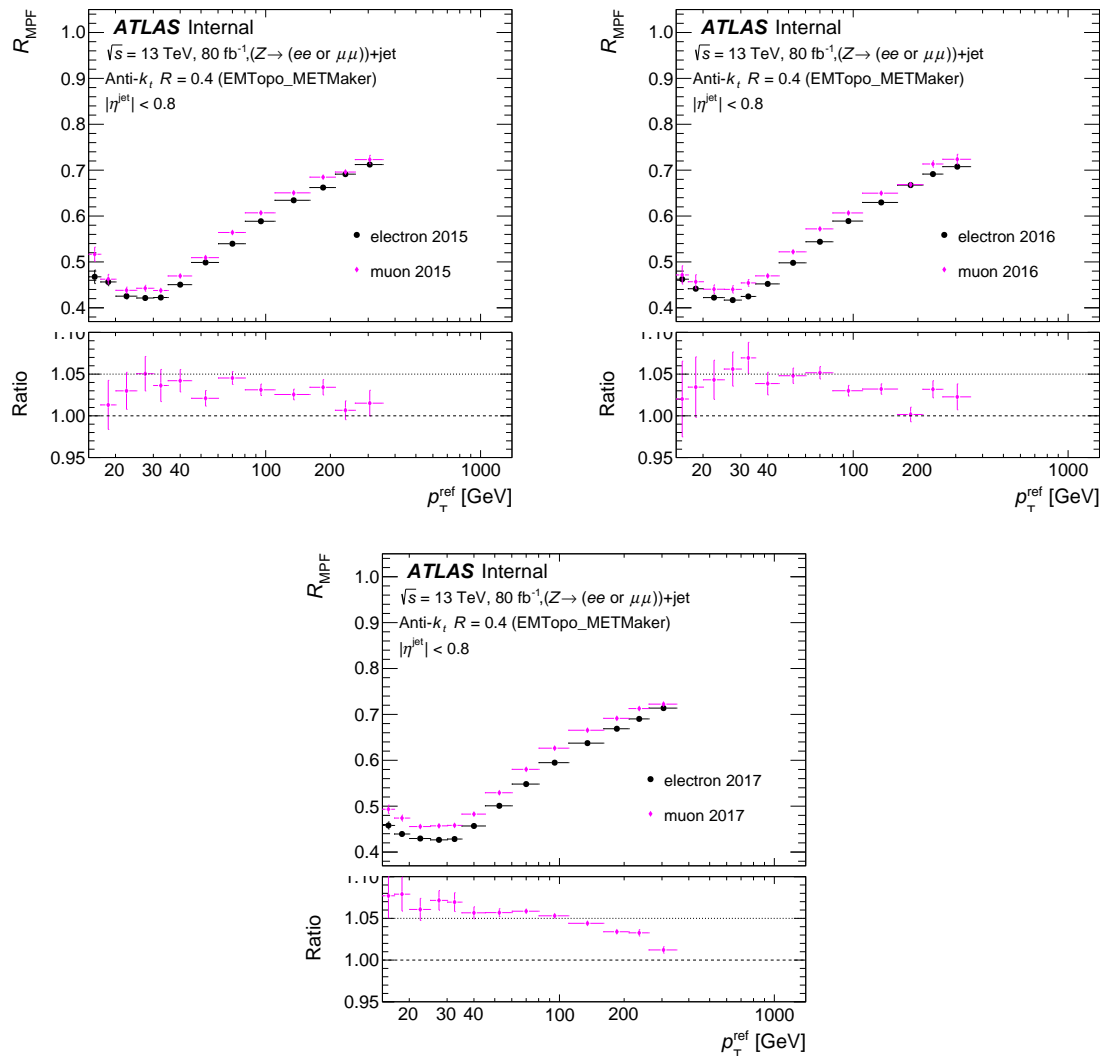 R_MPF
ATLAS Internal
√s = 13 TeV, 80 fb⁻¹,(Z→ (ee or μμ))+jet
Anti-k_t R = 0.4 (EMTopo_METMaker)
|η^jet| < 0.8
1.0
0.9
0.8
0.7
0.6
0.5
0.4
electron 2015
muon 2015
Ratio
1.10
1.05
1.00
0.95
20 30 40 100 200 1000
p_T^ref [GeV]
R_MPF
ATLAS Internal
√s = 13 TeV, 80 fb⁻¹,(Z→ (ee or μμ))+jet
Anti-k_t R = 0.4 (EMTopo_METMaker)
|η^jet| < 0.8
1.0
0.9
0.8
0.7
0.6
0.5
0.4
electron 2016
muon 2016
Ratio
1.10
1.05
1.00
0.95
20 30 40 100 200 1000
p_T^ref [GeV]
R_MPF
ATLAS Internal
√s = 13 TeV, 80 fb⁻¹,(Z→ (ee or μμ))+jet
Anti-k_t R = 0.4 (EMTopo_METMaker)
|η^jet| < 0.8
1.0
0.9
0.8
0.7
0.6
0.5
0.4
electron 2017
muon 2017
Ratio
1.10
1.05
1.00
0.95
20 30 40 100 200 1000
p_T^ref [GeV]